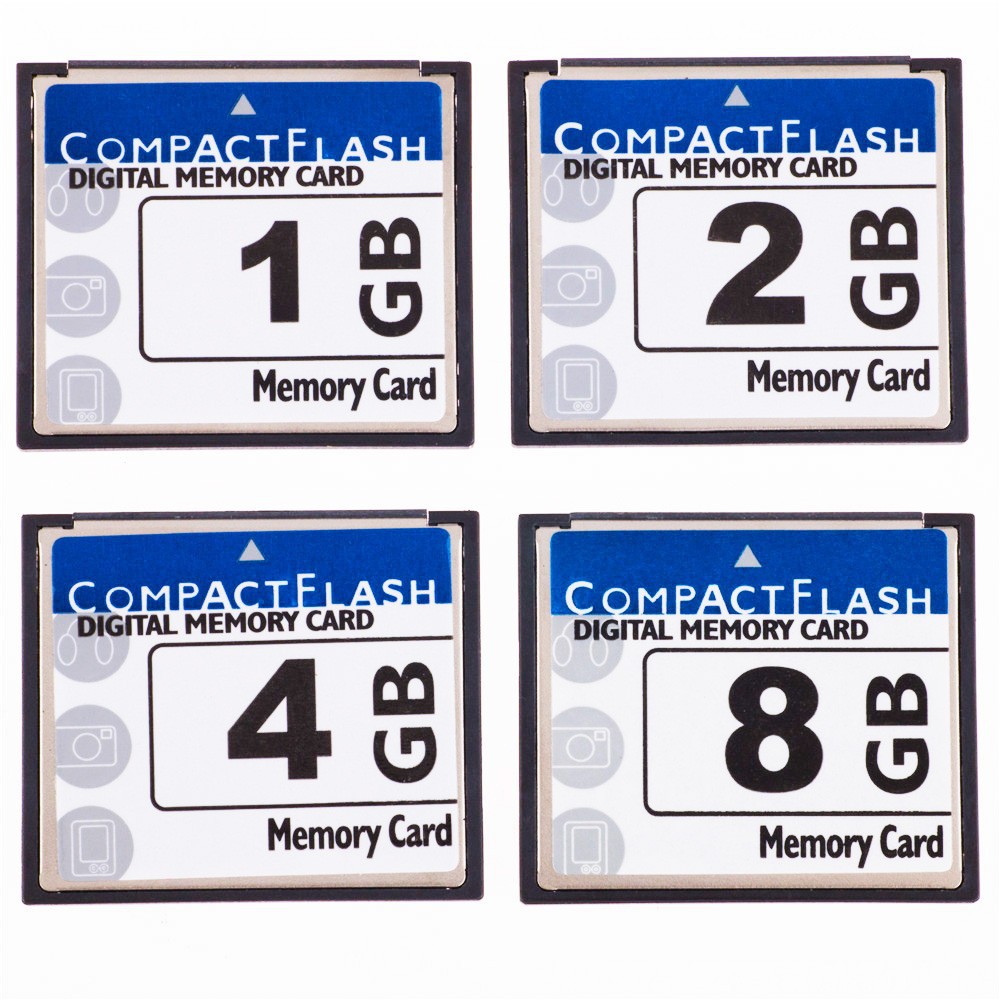 COMPACTFLASH
DIGITAL MEMORY CARD
1 GB
Memory Card
COMPACTFLASH
DIGITAL MEMORY CARD
2 GB
Memory Card
COMPACTFLASH
DIGITAL MEMORY CARD
4 GB
Memory Card
COMPACTFLASH
DIGITAL MEMORY CARD
8 GB
Memory Card